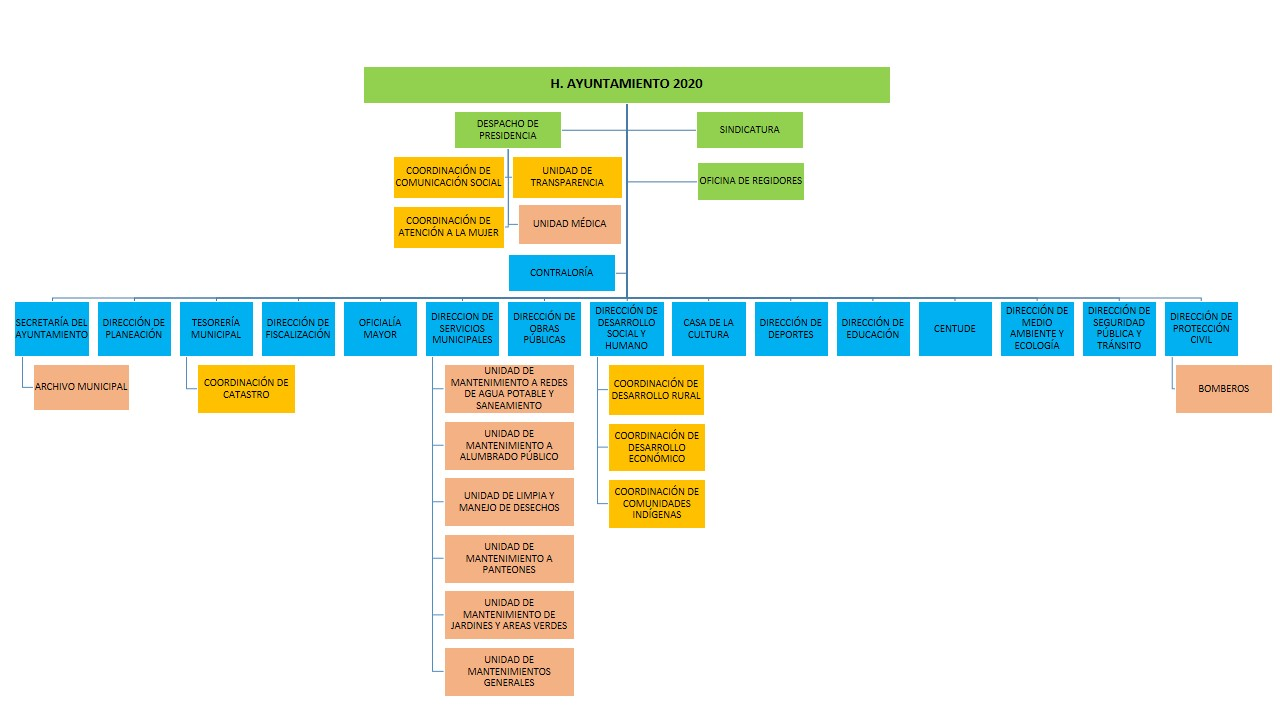 H. AYUNTAMIENTO 2020
DESPACHO DE
PRESIDENCIA
SINDICATURA
COORDINACIÓN DE
COMUNICACIÓN SOCIAL
UNIDAD DE
TRANSPARENCIA
OFICINA DE REGIDORES
COORDINACIÓN DE
ATENCIÓN A LA MUJER
UNIDAD MÉDICA
CONTRALORÍA
SECRETARÍA DEL
AYUNTAMIENTO
DIRECCIÓN DE
PLANEACIÓN
TESORERÍA
MUNICIPAL
DIRECCIÓN DE
FISCALIZACIÓN
OFICIALÍA
MAYOR
DIRECCION DE
SERVICIOS
MUNICIPALES
DIRECCIÓN DE
OBRAS
PÚBLICAS
DIRECCIÓN DE
DESARROLLO
SOCIAL Y
HUMANO
CASA DE LA
CULTURA
DIRECCIÓN DE
DEPORTES
DIRECCIÓN DE
EDUCACIÓN
CENTUDE
DIRECCIÓN DE
MEDIO
AMBIENTE Y
ECOLOGÍA
DIRECCIÓN DE
SEGURIDAD
PÚBLICA Y
TRÁNSITO
DIRECCIÓN DE
PROTECCIÓN
CIVIL
ARCHIVO MUNICIPAL
COORDINACIÓN DE
CATASTRO
UNIDAD DE
MANTENIMIENTO A REDES
DE AGUA POTABLE Y
SANEAMIENTO
COORDINACIÓN DE
DESARROLLO RURAL
BOMBEROS
UNIDAD DE
MANTENIMIENTO A
ALUMBRADO PÚBLICO
COORDINACIÓN DE
DESARROLLO
ECONÓMICO
UNIDAD DE LIMPIA Y
MANEJO DE DESECHOS
COORDINACIÓN DE
COMUNIDADES
INDÍGENAS
UNIDAD DE
MANTENIMIENTO A
PANTEONES
UNIDAD DE
MANTENIMIENTO DE
JARDINES Y AREAS VERDES
UNIDAD DE
MANTENIMIENTOS
GENERALES